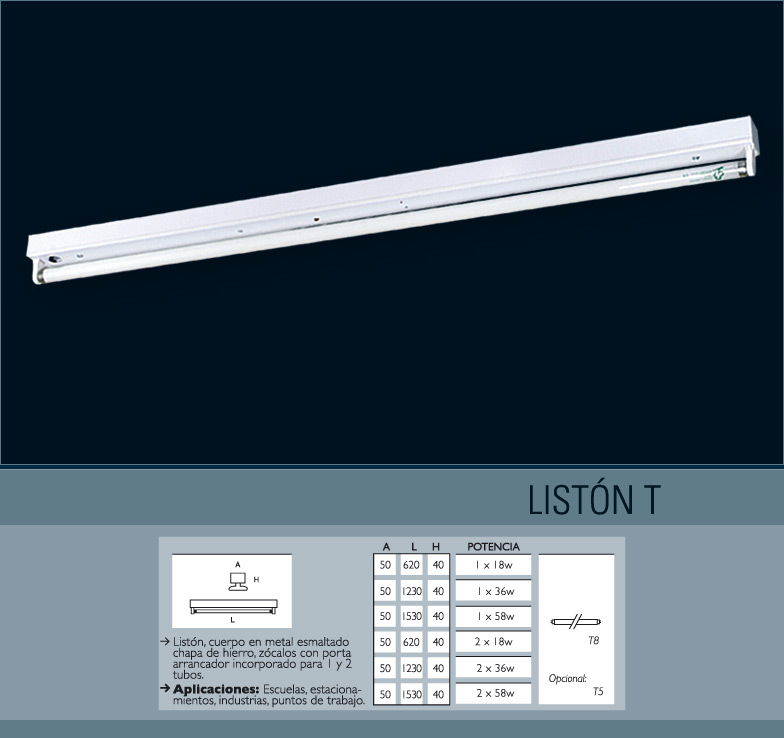 LISTÓN T
A L H POTENCIA
50 620 40 1 x 18w
50 1230 40 1 x 36w
50 1530 40 1 x 58w
50 620 40 2 x 18w
50 1230 40 2 x 36w
50 1530 40 2 x 58w
A
H
L
→ Listón, cuerpo en metal esmaltado
chapa de hierro, zócalos con porta
arrancador incorporado para 1 y 2
tubos.
→ Aplicaciones: Escuelas, estaciona-
mientos, industrias, puntos de trabajo.
T8
Opcional:
T5